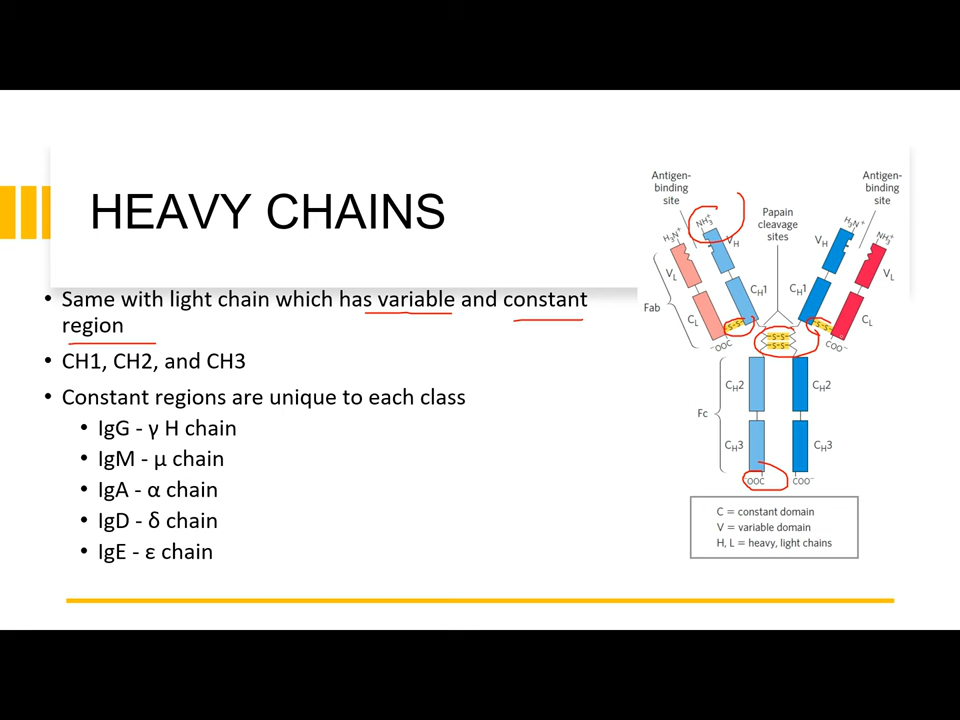 HEAVY CHAINS
• Same with light chain which has variable and constant
region
• CH1, CH2, and CH3
• Constant regions are unique to each class
• IgG - γ H chain
• IgM - μ chain
• IgA - α chain
• IgD - δ chain
• IgE - ε chain
Antigen-
binding
site
Antigen-
binding
site
Papain
cleavage
sites
H₃N⁺
NH₃⁺
H₃N⁺
NH₃⁺
VH
VH
VL
VL
CH1
CH1
Fab
CL
CL
S-S
S-S
S-S
S-S
⁻OOC
COO⁻
CH2
CH2
Fc
CH3
CH3
⁻OOC
COO⁻
C = constant domain
V = variable domain
H, L = heavy, light chains